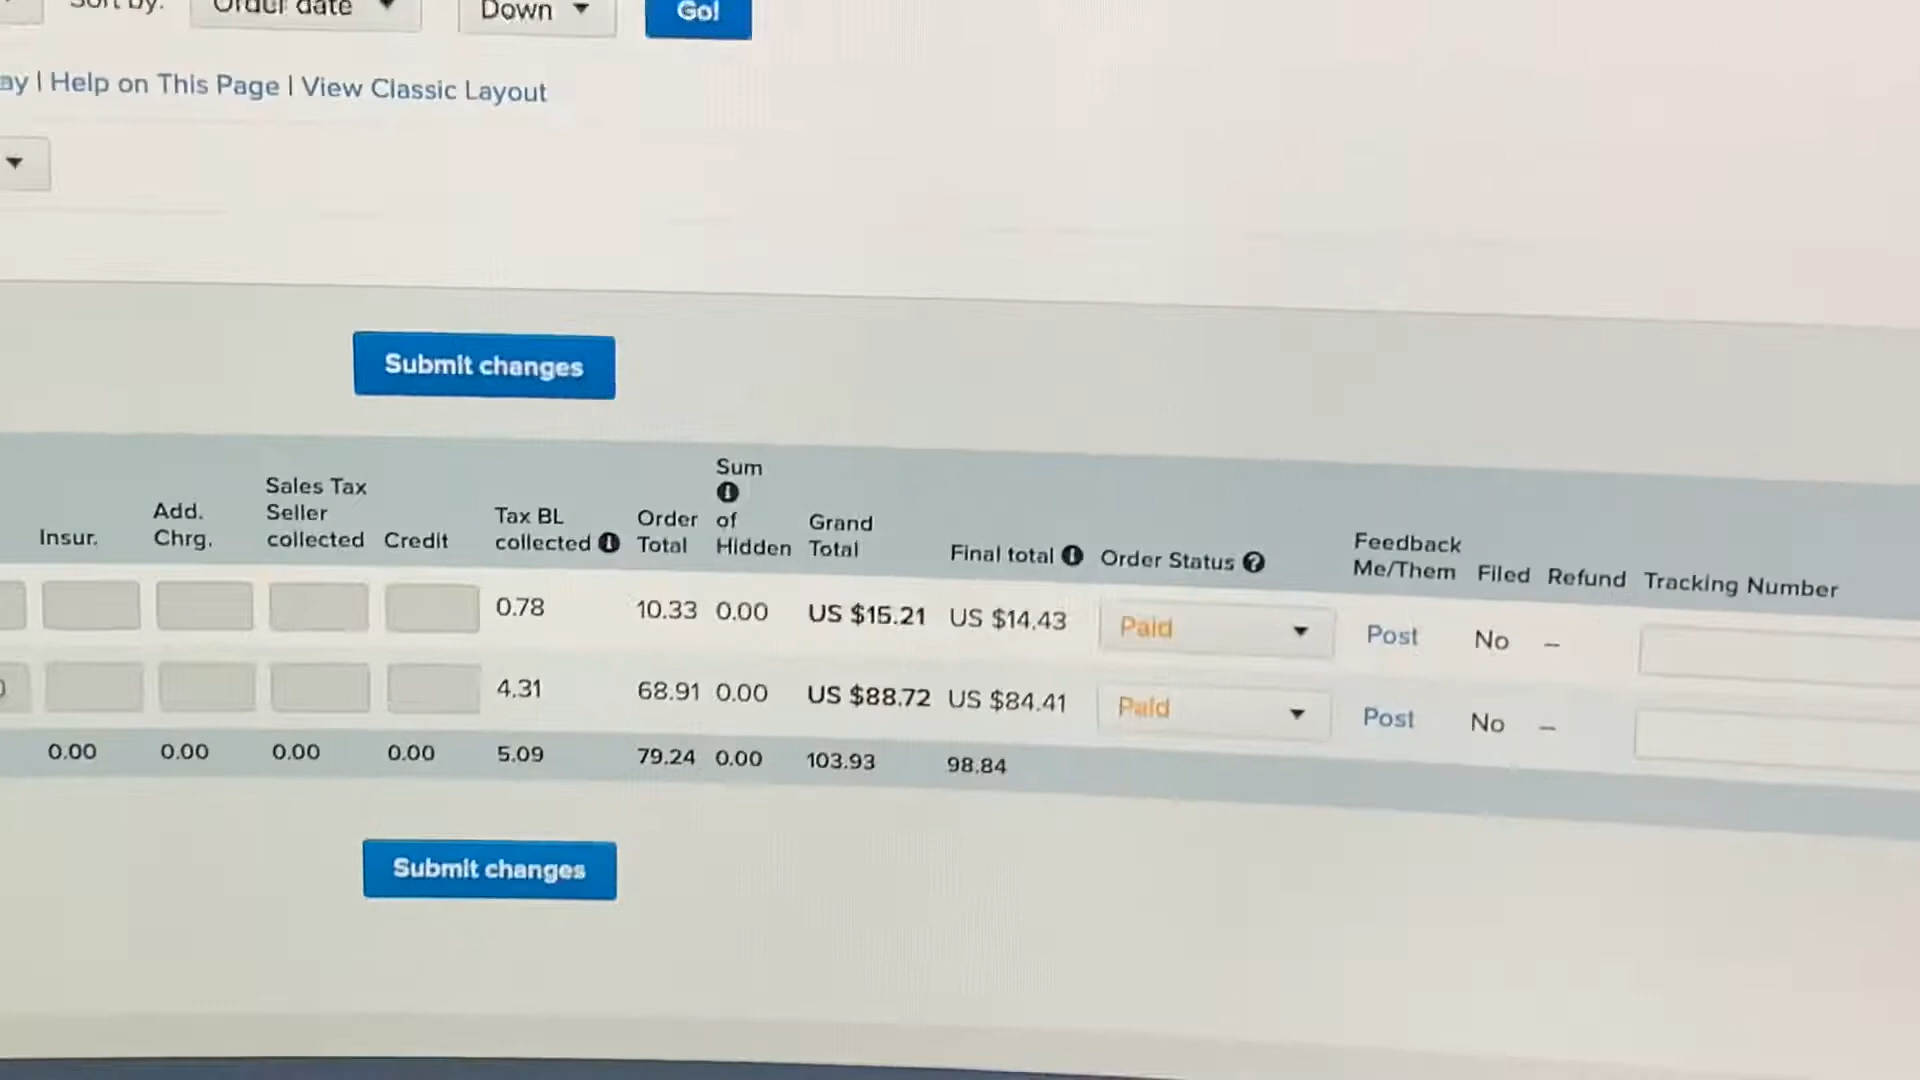 Sort by: Order date Down Go!
ay | Help on This Page | View Classic Layout
Submit changes
Insur. Add. Chrg. Sales Tax Seller collected Credit Tax BL collected Order Total Sum of Hidden Grand Total Final total Order Status Feedback Me/Them Filed Refund Tracking Number
0.78 10.33 0.00 US $15.21 US $14.43 Paid Post No –
4.31 68.91 0.00 US $88.72 US $84.41 Paid Post No –
0.00 0.00 0.00 0.00 5.09 79.24 0.00 103.93 98.84
Submit changes